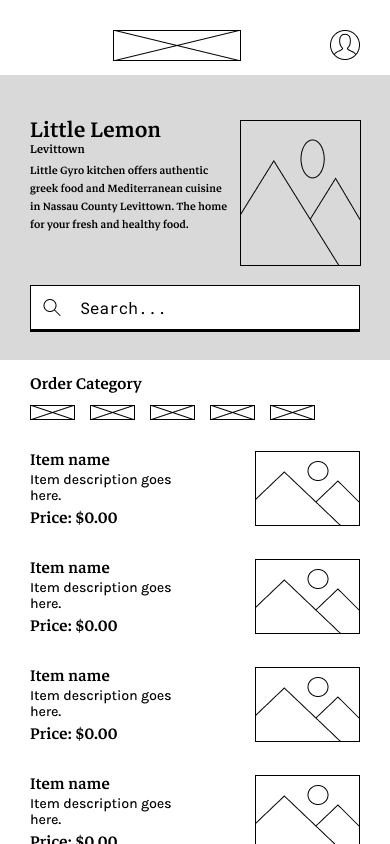 Little Lemon
Levittown
Little Gyro kitchen offers authentic
greek food and Mediterranean cuisine
in Nassau County Levittown. The home
for your fresh and healthy food.
Search...
Order Category
Item name
Item description goes
here.
Price: $0.00
Item name
Item description goes
here.
Price: $0.00
Item name
Item description goes
here.
Price: $0.00
Item name
Item description goes
here.
Price: $0.00